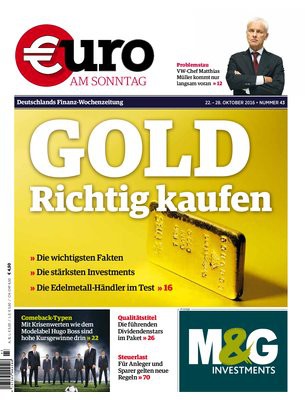 €uro
AM SONNTAG
Problemstau
VW-Chef Matthias
Müller kommt nur
langsam voran » 12
Deutschlands Finanz-Wochenzeitung
22. – 28. OKTOBER 2016 • NUMMER 43
GOLD
Richtig kaufen
» Die wichtigsten Fakten
» Die stärksten Investments
» Die Edelmetall-Händler im Test » 16
Comeback-Typen
Mit Krisenwerten wie dem
Modelabel Hugo Boss sind
hohe Kursgewinne drin » 22
Qualitätstitel
Die führenden
Dividendenstars
im Paket » 26
Steuerlast
Für Anleger und
Sparer gelten neue
Regeln » 70
M&G
INVESTMENTS